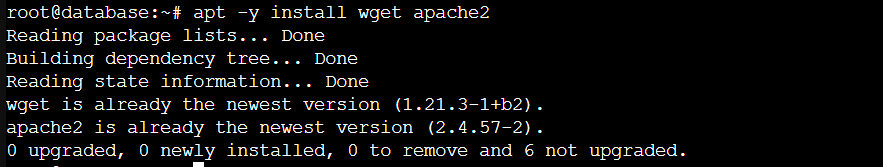 root@database:~# apt -y install wget apache2
Reading package lists... Done
Building dependency tree... Done
Reading state information... Done
wget is already the newest version (1.21.3-1+b2).
apache2 is already the newest version (2.4.57-2).
0 upgraded, 0 newly installed, 0 to remove and 6 not upgraded.